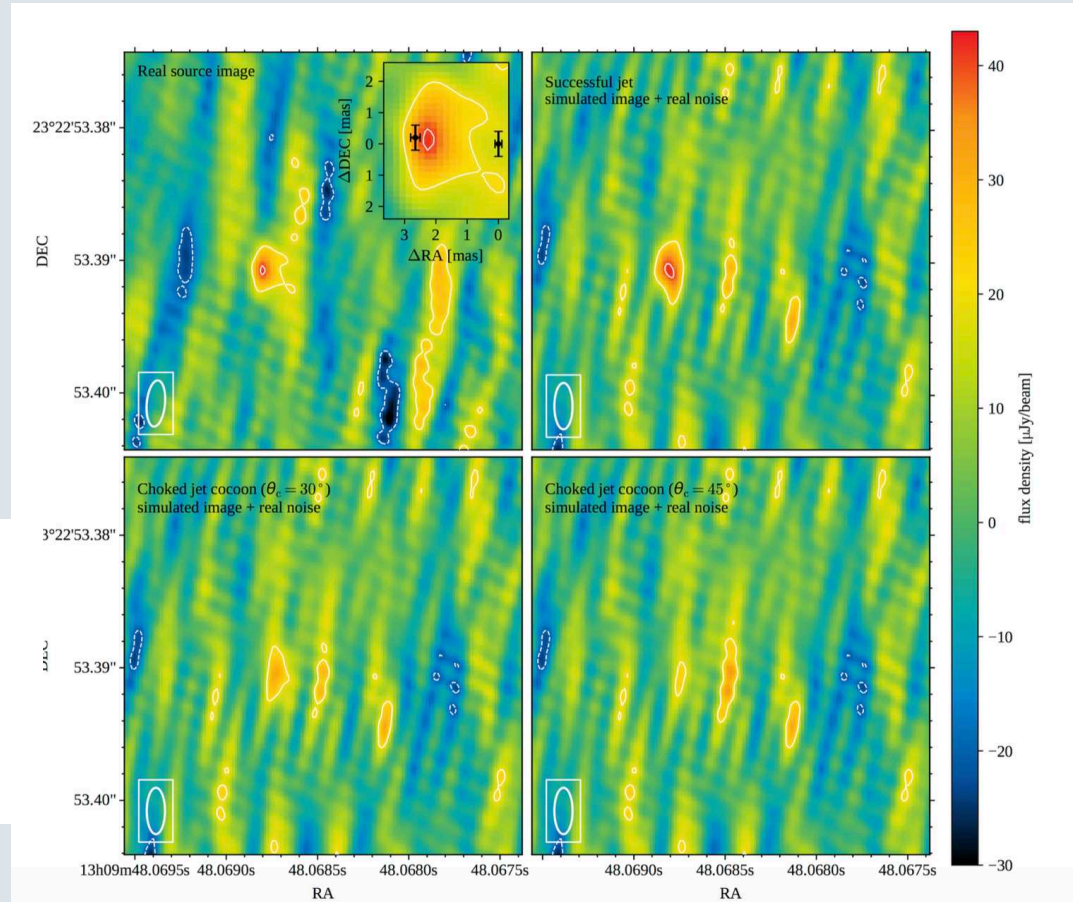 Real source image
2
1
0
1
2
ΔDEC [mas]
3 2 1 0
ΔRA [mas]
Successful jet
simulated image + real noise
23°22'53.38"
53.39"
53.40"
DEC
Choked jet cocoon (θc = 30°)
simulated image + real noise
Choked jet cocoon (θc = 45°)
simulated image + real noise
3°22'53.38"
53.39"
53.40"
13h09m48.0695s 48.0690s 48.0685s 48.0680s 48.0675s
RA
48.0690s 48.0685s 48.0680s 48.0675s
RA
40
30
20
10
0
−10
−20
−30
flux density [μJy/beam]